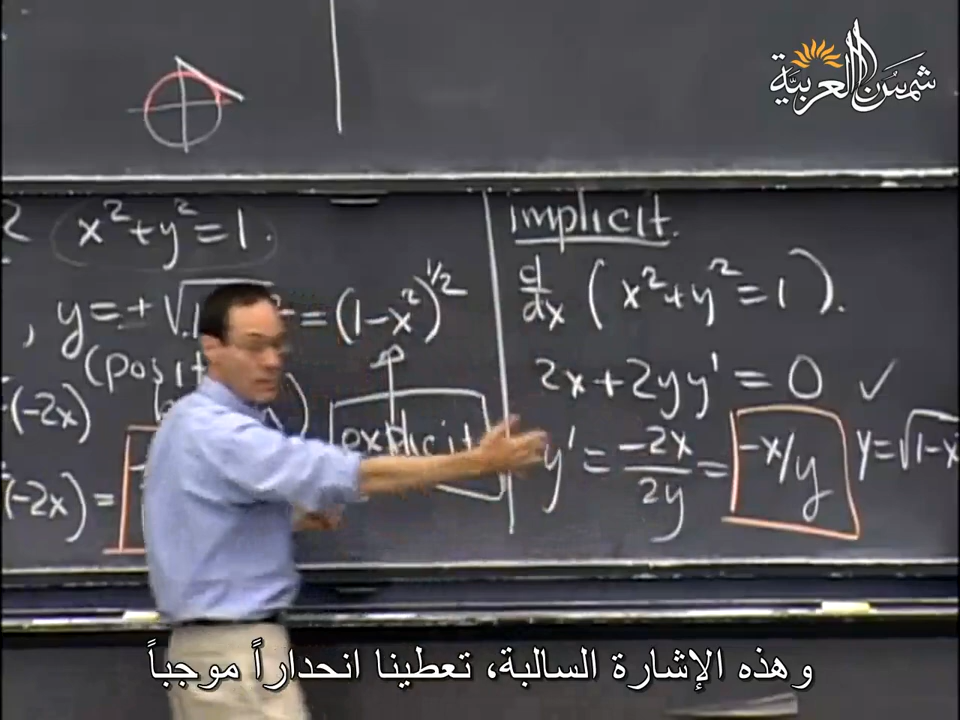 شمس العربية
x² + y² = 1.
implicit.
d/dx (x² + y² = 1).
, y = + √1 = (1 - x²)^1/2
(posit
2x + 2yy' = 0 ✓
(-2x)
explicit
y' = -2x/2y = -x/y y = √1-x
(-2x) =
وهذه الإشارة السالبة، تعطينا انحداراً موجباً